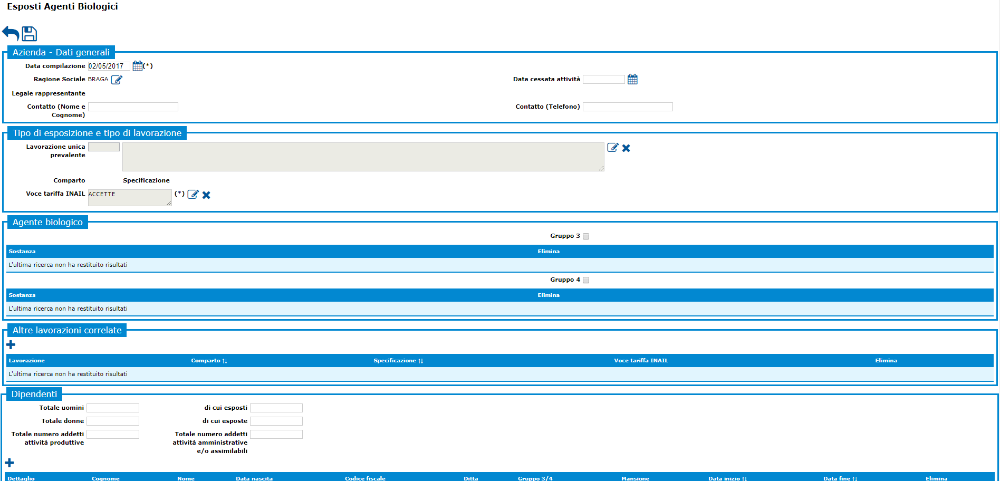 Esposti Agenti Biologici
Azienda - Dati generali
Data compilazione 02/05/2017 (*)
Ragione Sociale BRAGA Data cessata attività
Legale rappresentante
Contatto (Nome e Contatto (Telefono)
Cognome)
Tipo di esposizione e tipo di lavorazione
Lavorazione unica
prevalente
Comparto Specificazione
Voce tariffa INAIL ACCETTE (*)
Agente biologico
Gruppo 3
Sostanza Elimina
L'ultima ricerca non ha restituito risultati
Gruppo 4
Sostanza Elimina
L'ultima ricerca non ha restituito risultati
Altre lavorazioni correlate
Lavorazione Comparto ↑↓ Specificazione ↑↓ Voce tariffa INAIL Elimina
L'ultima ricerca non ha restituito risultati
Dipendenti
Totale uomini di cui esposti
Totale donne di cui esposte
Totale numero addetti Totale numero addetti
attività produttive attività amministrative
e/o assimilabili
Dettaglio Cognome Nome Data nascita Codice fiscale Ditta Gruppo 3/4 Mansione Data inizio ↑↓ Data fine ↑↓ Elimina